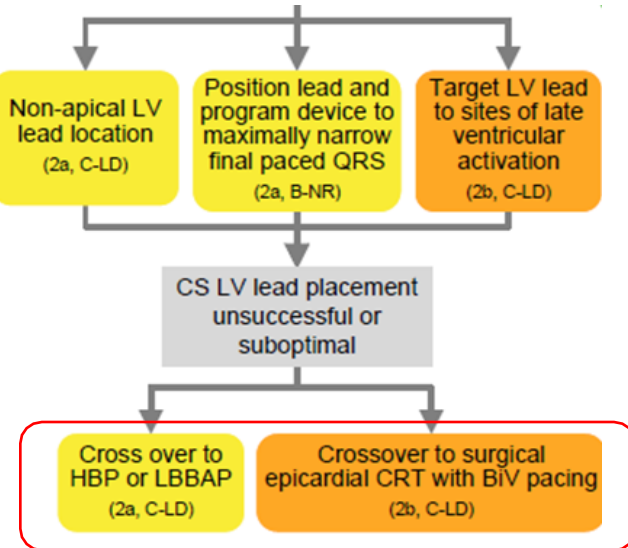 Non-apical LV
lead location
(2a, C-LD)
Position lead and
program device to
maximally narrow
final paced QRS
(2a, B-NR)
Target LV lead
to sites of late
ventricular
activation
(2b, C-LD)
CS LV lead placement
unsuccessful or
suboptimal
Cross over to
HBP or LBBAP
(2a, C-LD)
Crossover to surgical
epicardial CRT with BiV pacing
(2b, C-LD)